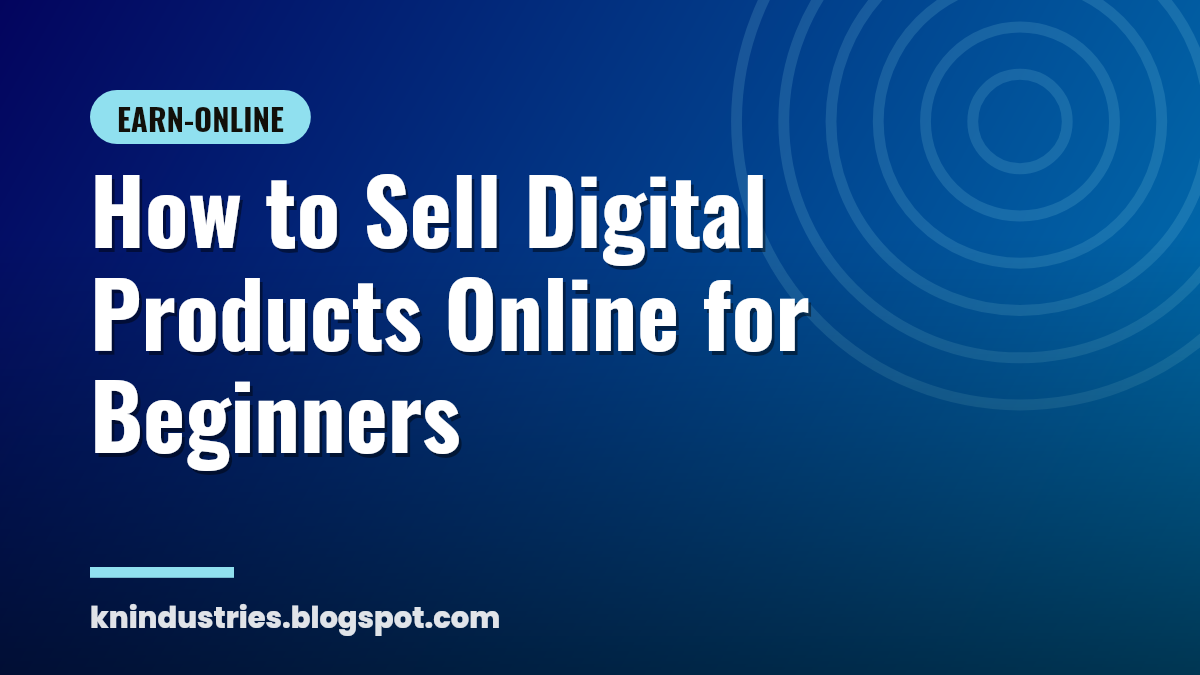 EARN-ONLINE
How to Sell Digital
Products Online for
Beginners
knindustries.blogspot.com